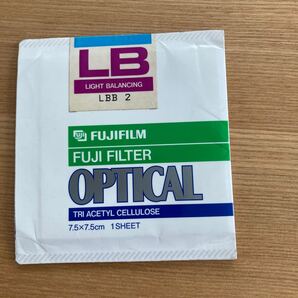 LB
LIGHT BALANCING
LBB 2
FUJIFILM
FUJI FILTER
OPTICAL
TRI ACETYL CELLULOSE
7.5×7.5cm 1SHEET